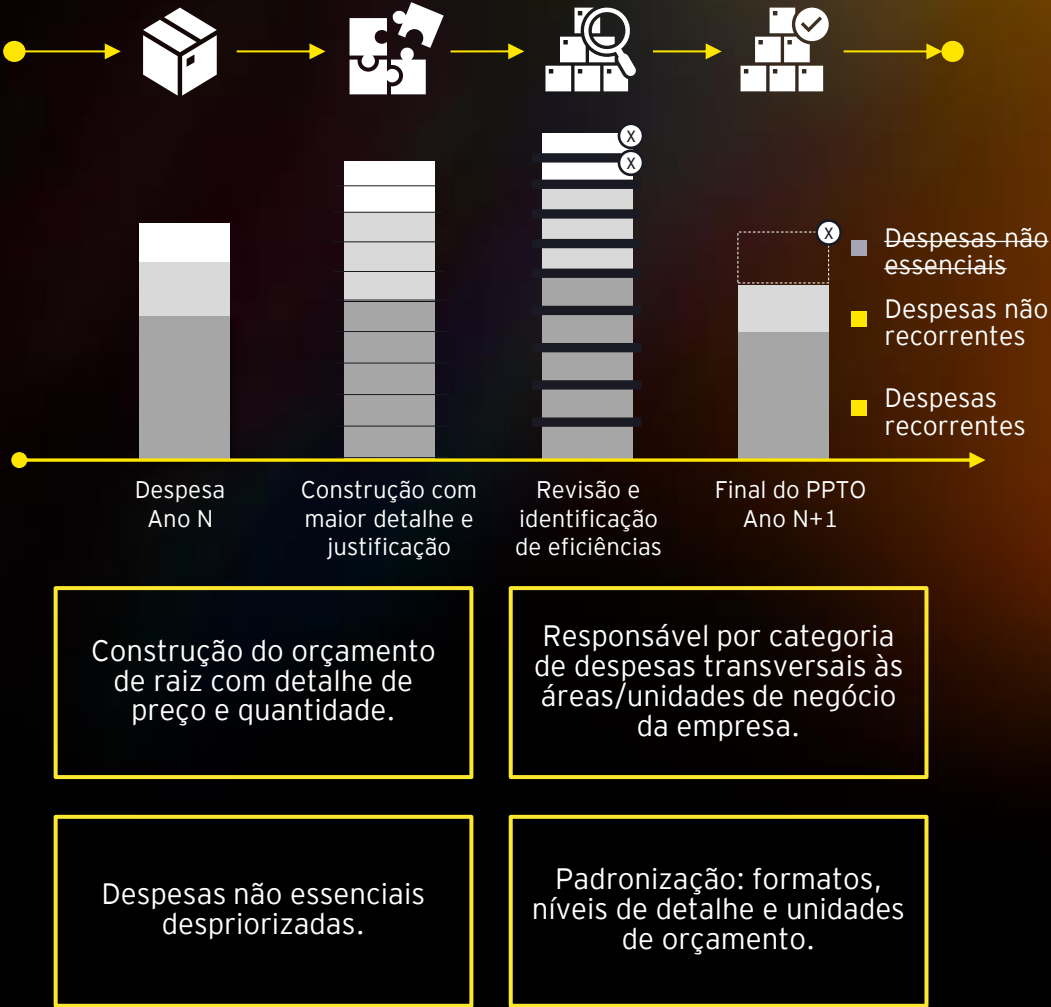 X
X
X
Despesas não
essenciais
Despesas não
recorrentes
Despesas
recorrentes
Despesa
Ano N
Construção com
maior detalhe e
justificação
Revisão e
identificação
de eficiências
Final do PPTO
Ano N+1
Construção do orçamento
de raiz com detalhe de
preço e quantidade.
Responsável por categoria
de despesas transversais às
áreas/unidades de negócio
da empresa.
Despesas não essenciais
despriorizadas.
Padronização: formatos,
níveis de detalhe e unidades
de orçamento.